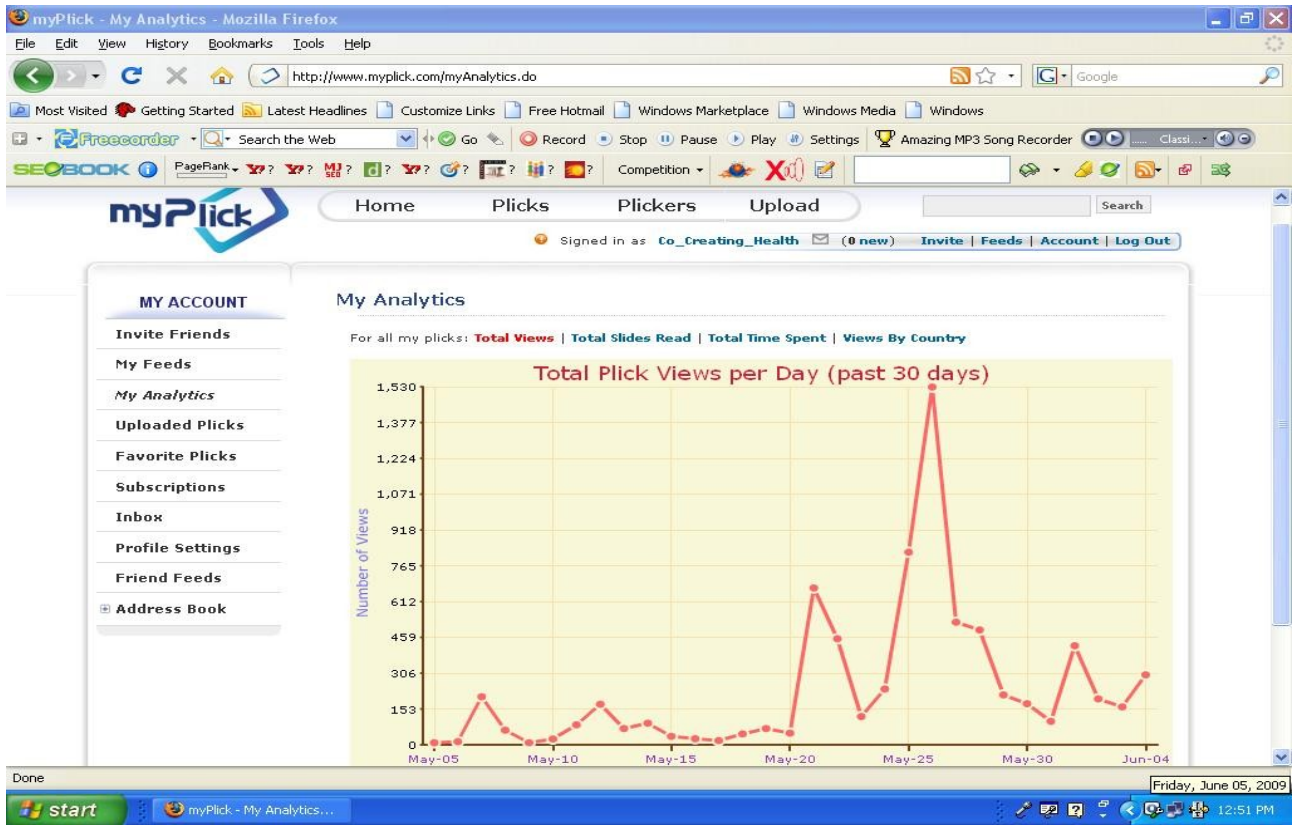 myPlick - My Analytics - Mozilla Firefox
File Edit View History Bookmarks Tools Help
http://www.myplick.com/myAnalytics.do
G Google
Most Visited Getting Started Latest Headlines Customize Links Free Hotmail Windows Marketplace Windows Media Windows
Freecorder Search the Web Go Record Stop Pause Play Settings Amazing MP3 Song Recorder Classi...
SEOBOOK PageRank ? ? ? ? ? ? ? ? ? Competition
myPlick Home Plicks Plickers Upload Search
Signed in as Co_Creating_Health (0 new) Invite | Feeds | Account | Log Out
MY ACCOUNT
Invite Friends
My Feeds
My Analytics
Uploaded Plicks
Favorite Plicks
Subscriptions
Inbox
Profile Settings
Friend Feeds
Address Book
My Analytics
For all my plicks: Total Views | Total Slides Read | Total Time Spent | Views By Country
Total Plick Views per Day (past 30 days)
Number of Views
1,530
1,377
1,224
1,071
918
765
612
459
306
153
0
May-05 May-10 May-15 May-20 May-25 May-30 Jun-04
Done
Friday, June 05, 2009
start myPlick - My Analytics... 12:51 PM